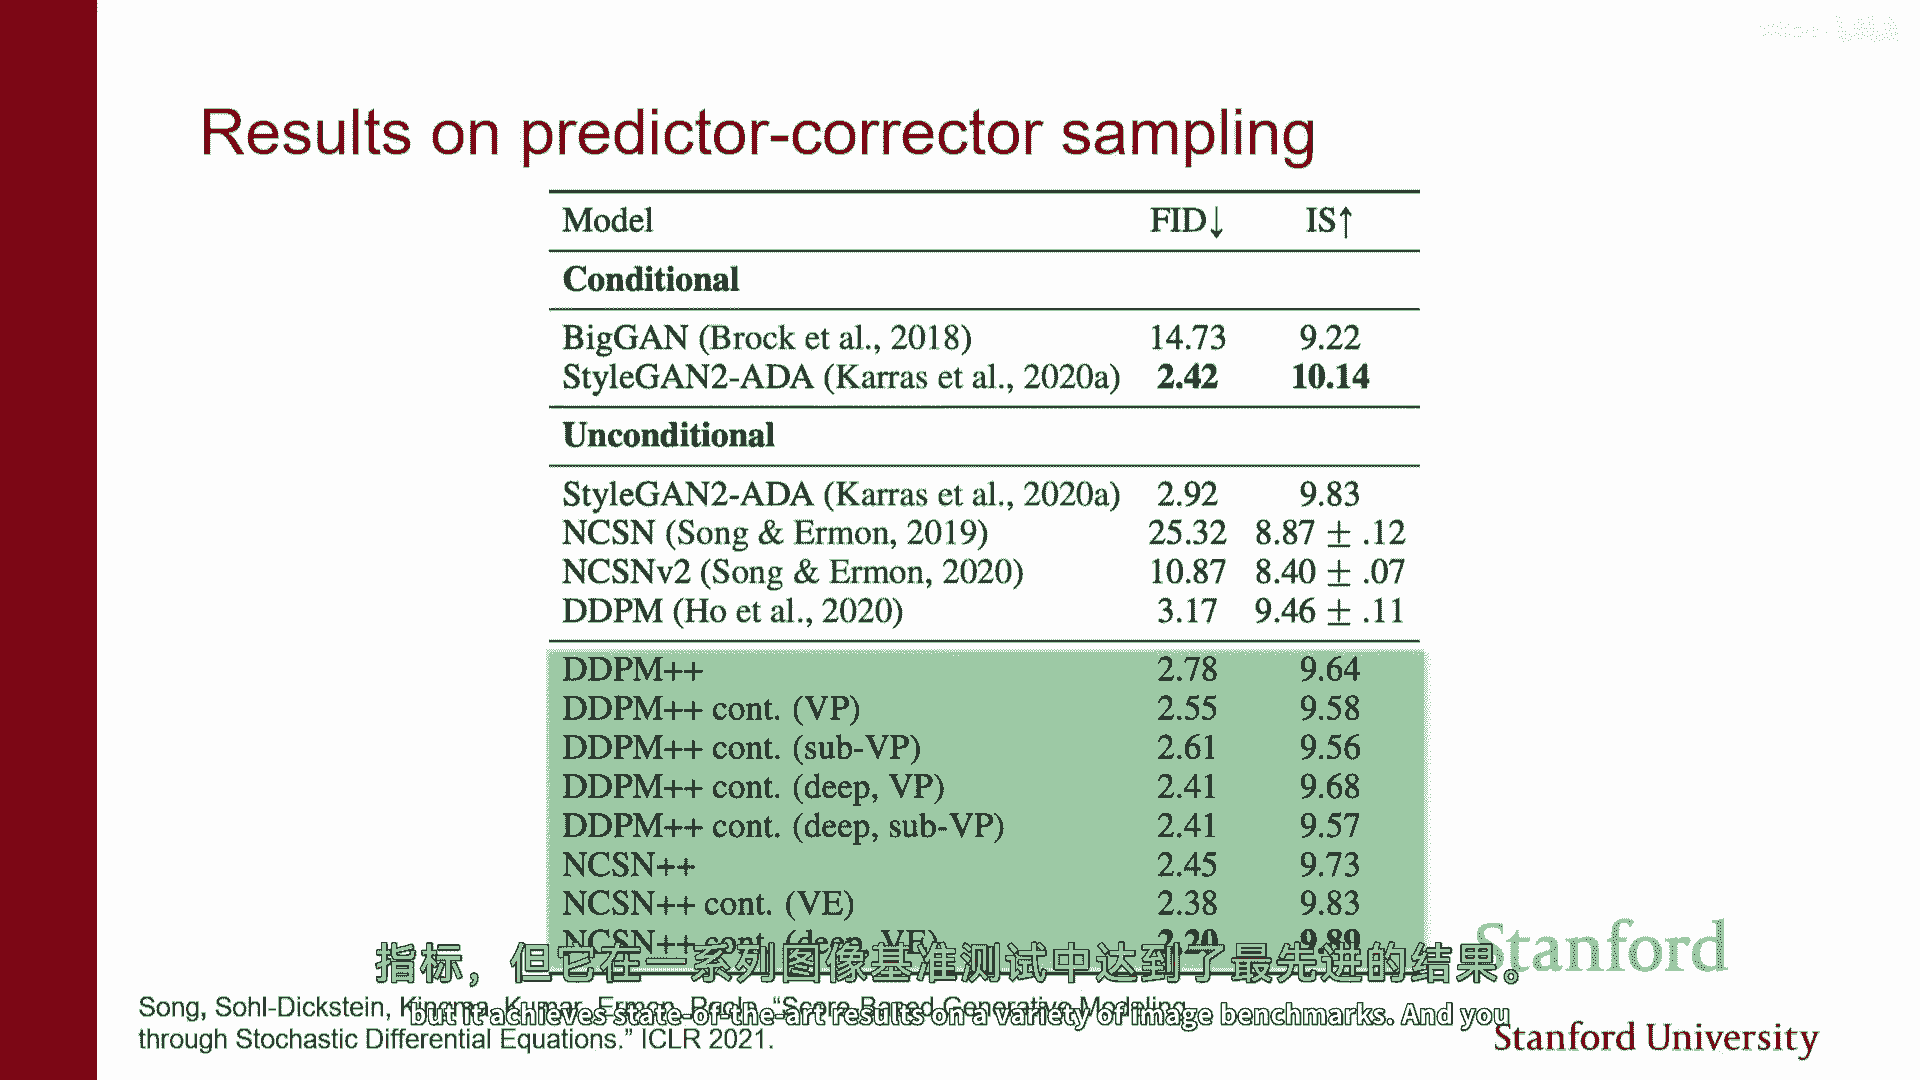 Results on predictor-corrector sampling
Model FID↓ IS↑
Conditional
BigGAN (Brock et al., 2018) 14.73 9.22
StyleGAN2-ADA (Karras et al., 2020a) 2.42 10.14
Unconditional
StyleGAN2-ADA (Karras et al., 2020a) 2.92 9.83
NCSN (Song & Ermon, 2019) 25.32 8.87 ± .12
NCSNv2 (Song & Ermon, 2020) 10.87 8.40 ± .07
DDPM (Ho et al., 2020) 3.17 9.46 ± .11
DDPM++ 2.78 9.64
DDPM++ cont. (VP) 2.55 9.58
DDPM++ cont. (sub-VP) 2.61 9.56
DDPM++ cont. (deep, VP) 2.41 9.68
DDPM++ cont. (deep, sub-VP) 2.41 9.57
NCSN++ 2.45 9.73
NCSN++ cont. (VE) 2.38 9.83
NCSN++ cont. (deep, VE) 2.20 9.89
Stanford
指标，但它在一系列图像基准测试中达到了最先进的结果。
Song, Sohl-Dickstein, Kingma, Kumar, Ermon, Poole. “Score-Based Generative Modeling
but it achieves state-of-the-art results on a variety of image benchmarks. And you
through Stochastic Differential Equations.” ICLR 2021.
Stanford University